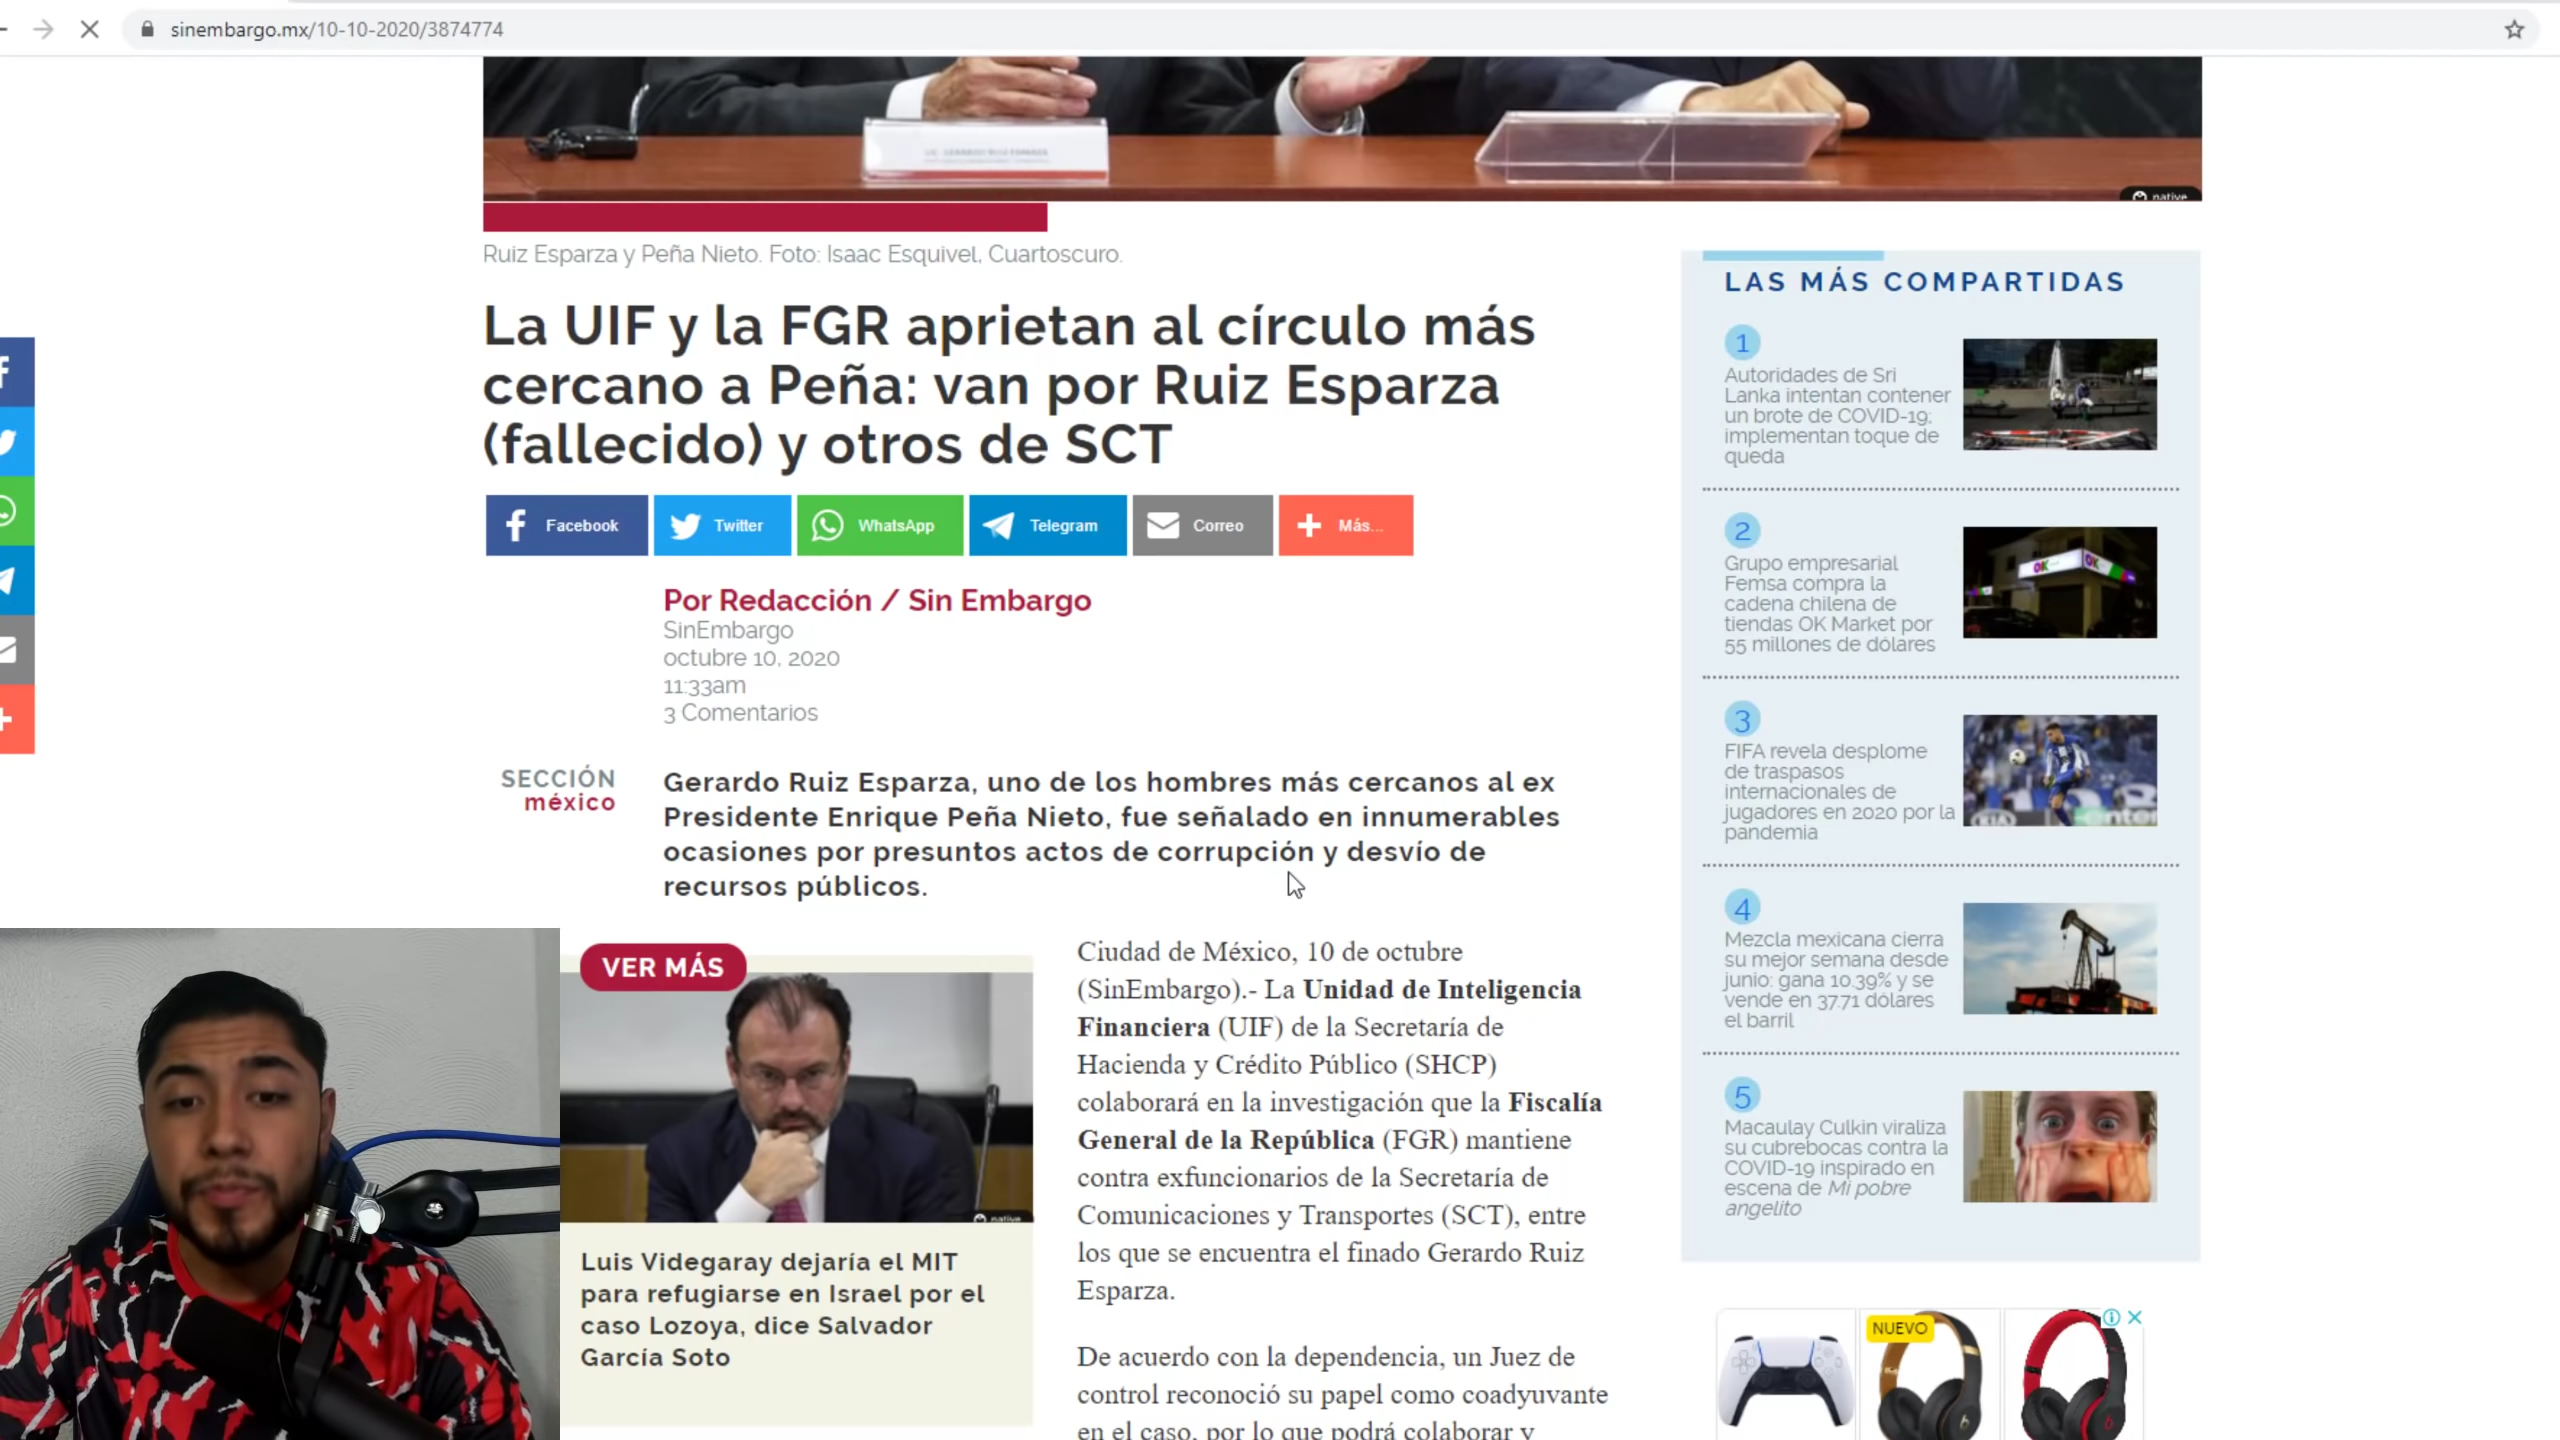 sinembargo.mx/10-10-2020/3874774
native
Ruiz Esparza y Peña Nieto. Foto: Isaac Esquivel, Cuartoscuro.
La UIF y la FGR aprietan al círculo más
cercano a Peña: van por Ruiz Esparza
(fallecido) y otros de SCT
Facebook
Twitter
WhatsApp
Telegram
Correo
Más...
Por Redacción / Sin Embargo
SinEmbargo
octubre 10, 2020
11:33am
3 Comentarios
SECCIÓN
méxico
Gerardo Ruiz Esparza, uno de los hombres más cercanos al ex
Presidente Enrique Peña Nieto, fue señalado en innumerables
ocasiones por presuntos actos de corrupción y desvío de
recursos públicos.
VER MÁS
native
Luis Videgaray dejaría el MIT
para refugiarse en Israel por el
caso Lozoya, dice Salvador
García Soto
Ciudad de México, 10 de octubre
(SinEmbargo).- La Unidad de Inteligencia
Financiera (UIF) de la Secretaría de
Hacienda y Crédito Público (SHCP)
colaborará en la investigación que la Fiscalía
General de la República (FGR) mantiene
contra exfuncionarios de la Secretaría de
Comunicaciones y Transportes (SCT), entre
los que se encuentra el finado Gerardo Ruiz
Esparza.
De acuerdo con la dependencia, un Juez de
control reconoció su papel como coadyuvante
en el caso, por lo que podrá colaborar y
LAS MÁS COMPARTIDAS
1
Autoridades de Sri
Lanka intentan contener
un brote de COVID-19;
implementan toque de
queda
2
Grupo empresarial
Femsa compra la
cadena chilena de
tiendas OK Market por
55 millones de dólares
OK
OK
3
FIFA revela desplome
de traspasos
internacionales de
jugadores en 2020 por la
pandemia
KIA
4
Mezcla mexicana cierra
su mejor semana desde
junio: gana 10.39% y se
vende en 37.71 dólares
el barril
5
Macaulay Culkin viraliza
su cubrebocas contra la
COVID-19 inspirado en
escena de Mi pobre
angelito
NUEVO